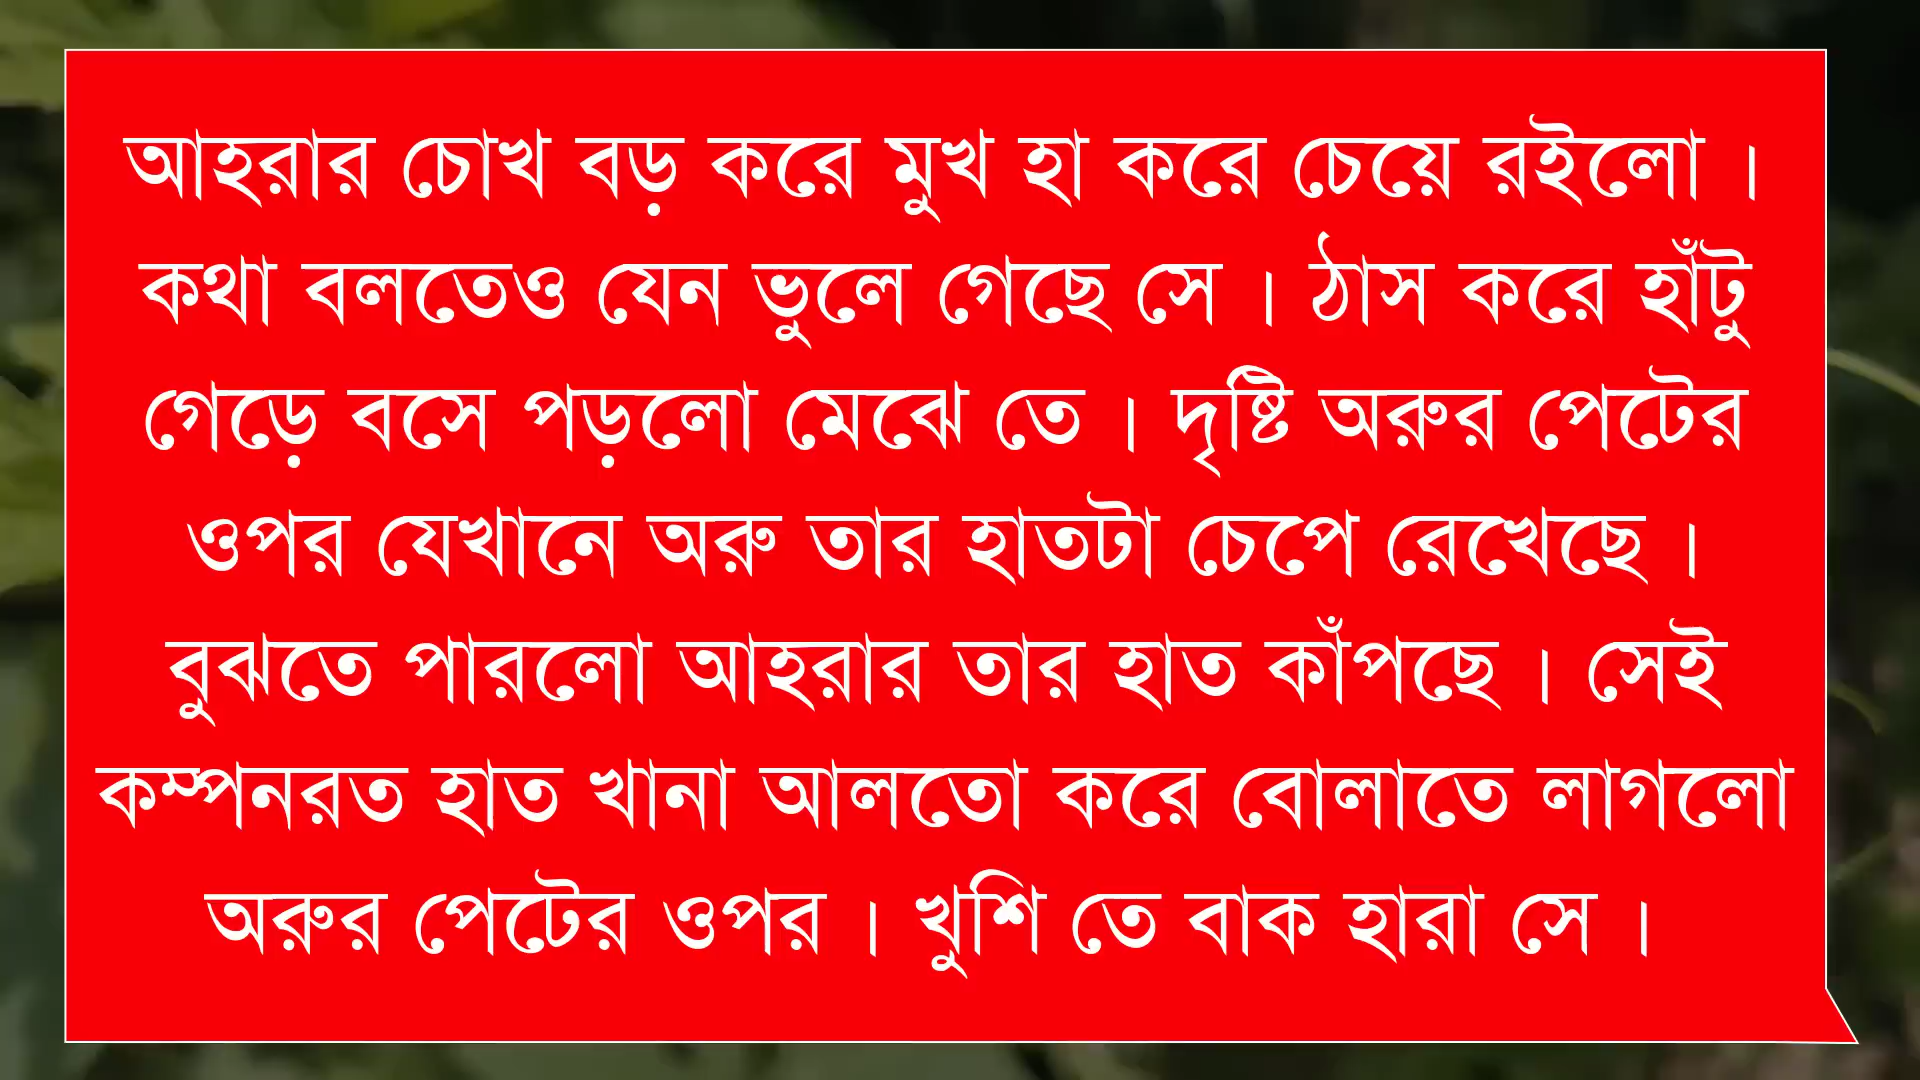 আহরার চোখ বড় করে মুখ হা করে চেয়ে রইলো ।
কথা বলতেও যেন ভুলে গেছে সে । ঠাস করে হাঁটু
গেড়ে বসে পড়লো মেঝে তে । দৃষ্টি অরুর পেটের
ওপর যেখানে অরু তার হাতটা চেপে রেখেছে ।
বুঝতে পারলো আহরার তার হাত কাঁপছে । সেই
কম্পনরত হাত খানা আলতো করে বোলাতে লাগলো
অরুর পেটের ওপর । খুশি তে বাক হারা সে ।